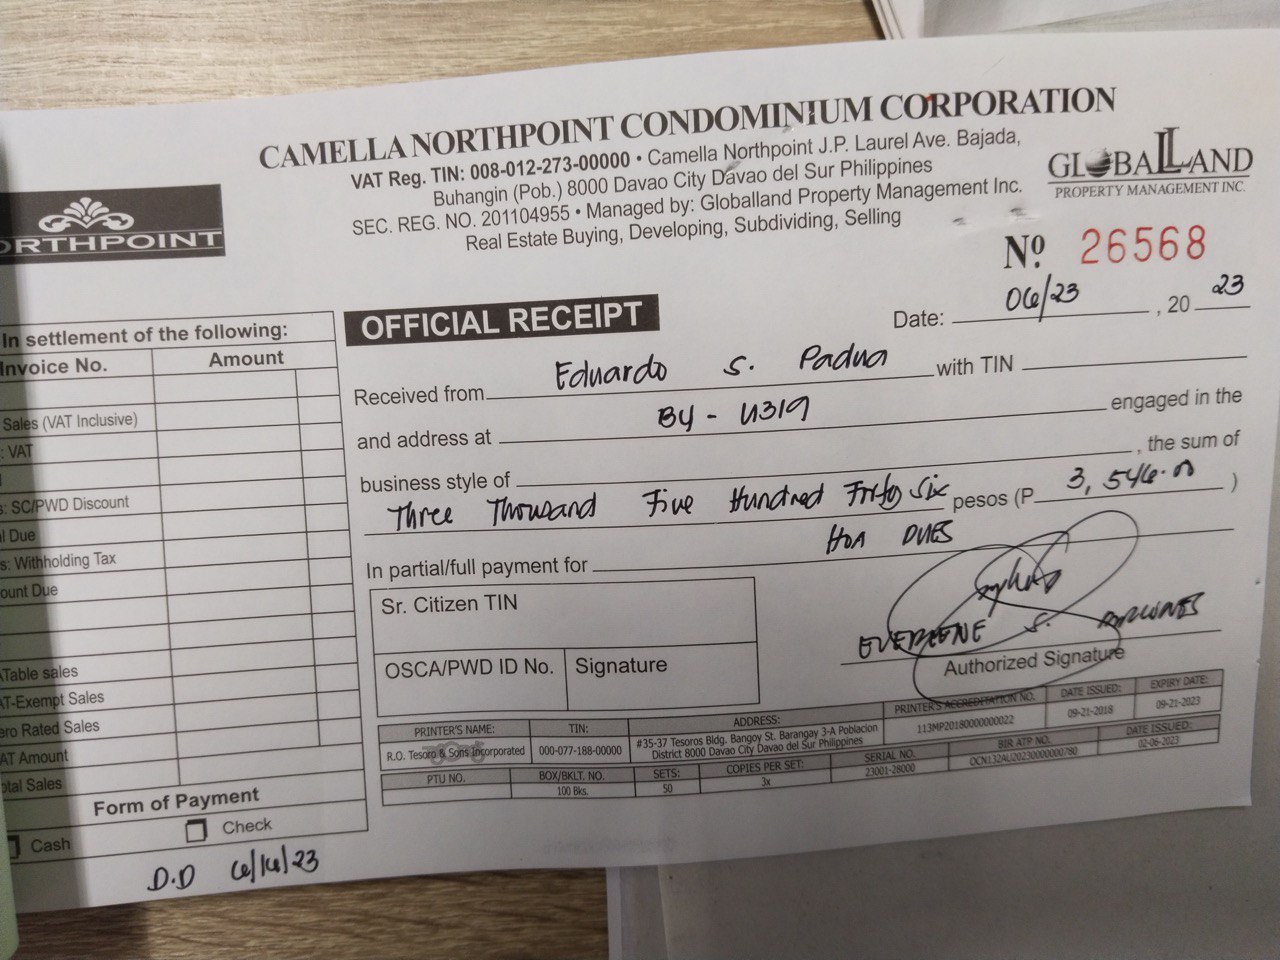 CAMELLA NORTHPOINT CONDOMINIUM CORPORATION
VAT Reg. TIN: 008-012-273-00000 • Camella Northpoint J.P. Laurel Ave. Bajada,
Buhangin (Pob.) 8000 Davao City Davao del Sur Philippines
SEC. REG. NO. 201104955 • Managed by: Globalland Property Management Inc.
Real Estate Buying, Developing, Subdividing, Selling
GLOBALLAND
PROPERTY MANAGEMENT INC.
ORTHPOINT
Nº 26568
OFFICIAL RECEIPT
Date: 06/23, 20 23
Received from Eduardo S. Padua with TIN
and address at B4 - U319 engaged in the
business style of , the sum of
Three Thousand Five Hundred Forty Six pesos (P 3,546.00 )
In partial/full payment for HOA DUES
Sr. Citizen TIN
OSCA/PWD ID No. Signature
EVERLENE S.
Authorized Signature
In settlement of the following:
Invoice No. Amount
Sales (VAT Inclusive)
: VAT
: SC/PWD Discount
l Due
s: Withholding Tax
ount Due
Table sales
AT-Exempt Sales
ero Rated Sales
AT Amount
otal Sales
Form of Payment
Cash Check
D.D 6/16/23
PRINTER'S NAME: TIN: ADDRESS: PRINTER'S ACCREDITATION NO. DATE ISSUED: EXPIRY DATE:
R.O. Tesoro & Sons Incorporated 000-077-188-00000 #35-37 Tesoros Bldg. Bangoy St. Barangay 3-A Poblacion District 8000 Davao City Davao del Sur Philippines 113MP20180000000022 09-21-2018 09-21-2023
PTU NO. BOX/BKLT. NO. SETS: COPIES PER SET: SERIAL NO. BIR ATP NO. DATE ISSUED:
100 Bks. 50 3x 23001-28000 OCN132AU20230000000780 02-06-2023